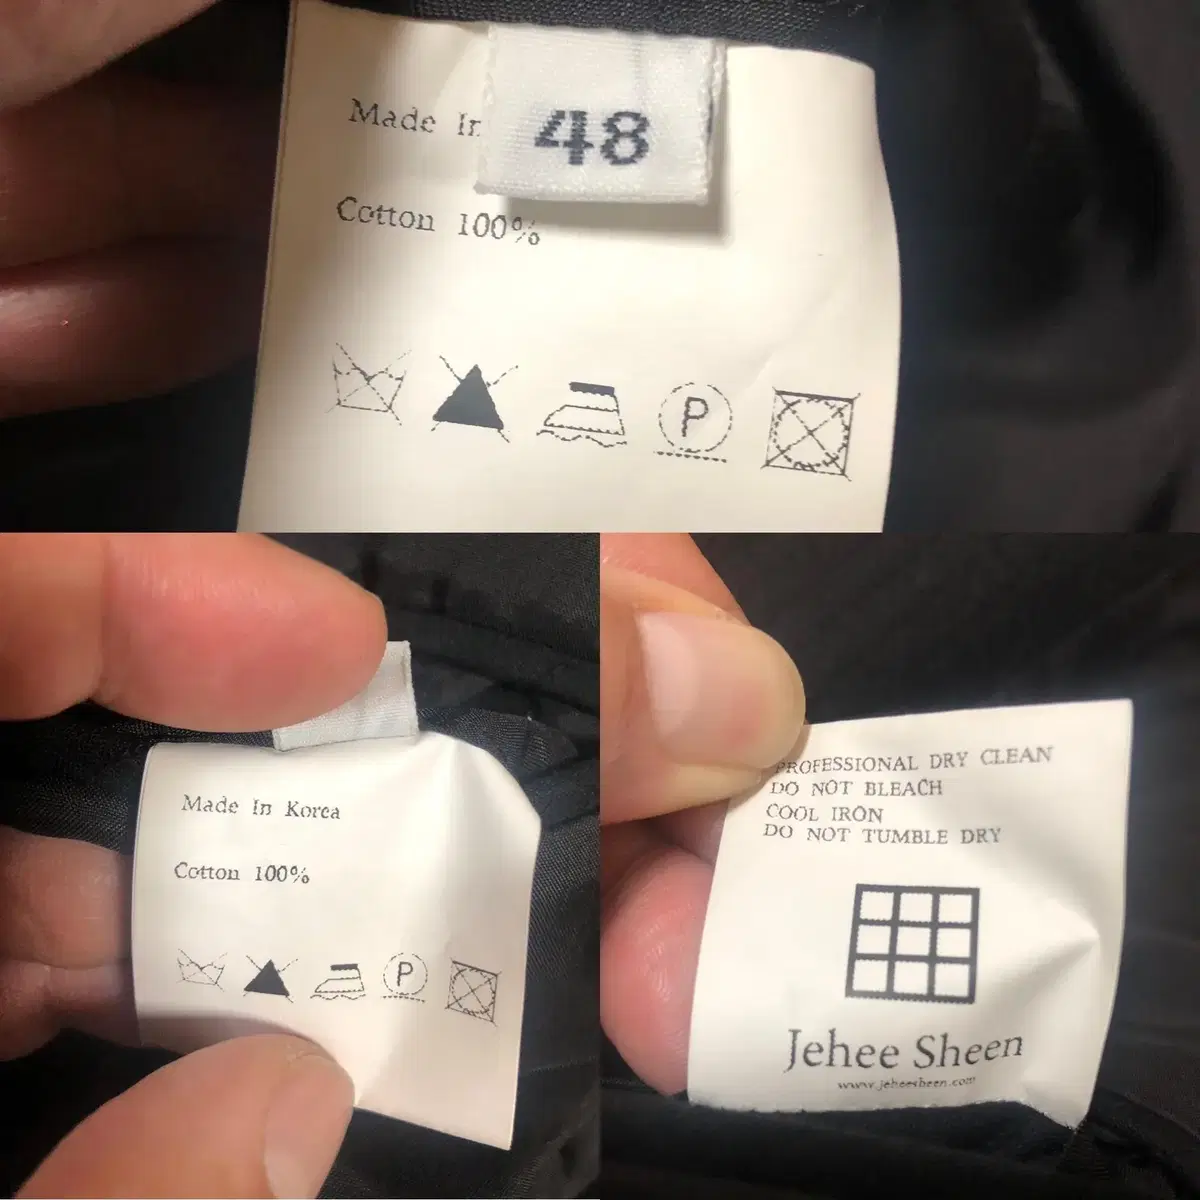 Made In
48
Cotton 100%
P
Made In Korea
Cotton 100%
P
PROFESSIONAL DRY CLEAN
DO NOT BLEACH
COOL IRON
DO NOT TUMBLE DRY
Jehee Sheen
www.jeheesheen.com